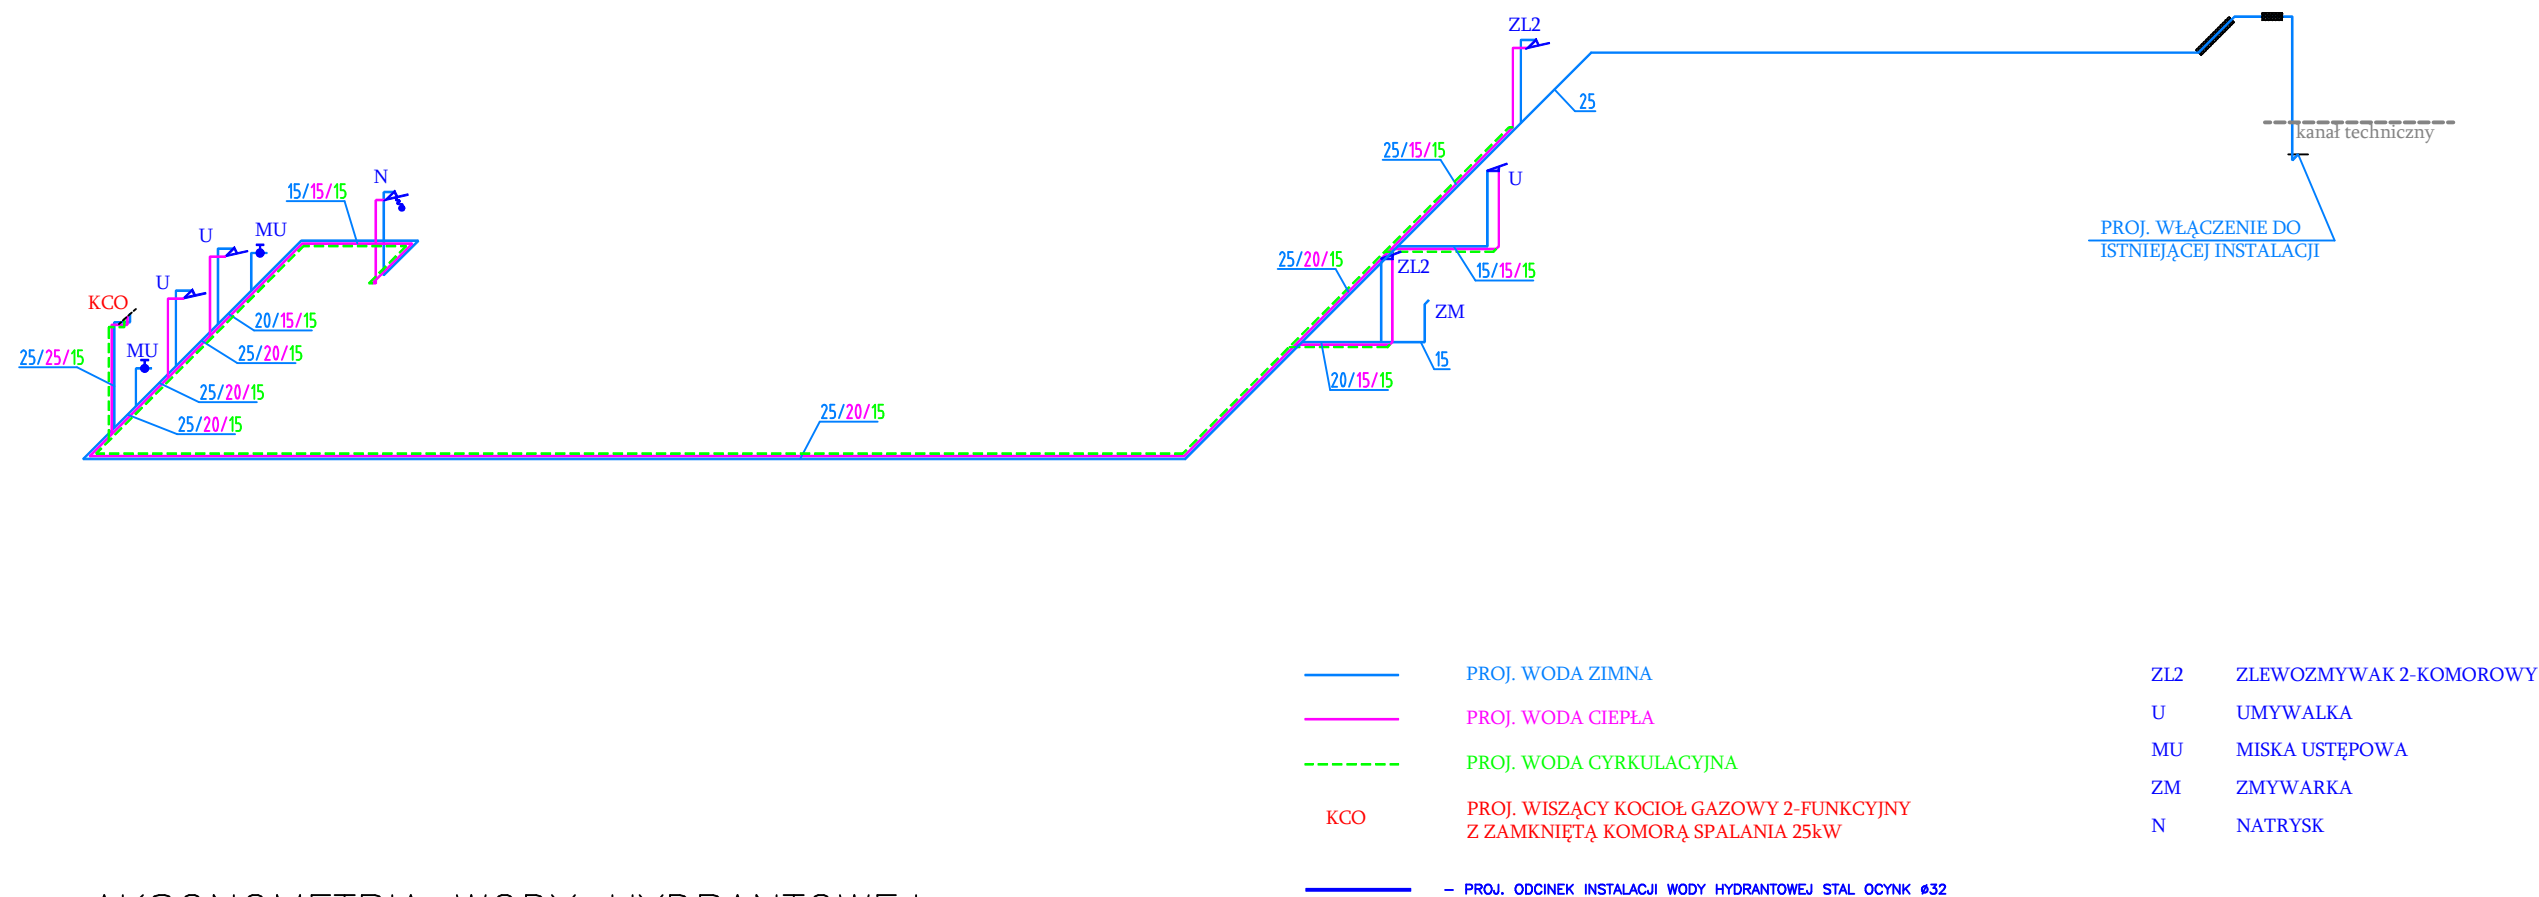 ZL2
25
kanał techniczny
25/15/15
N
U
15/15/15
MU
U
PROJ. WŁĄCZENIE DO
ISTNIEJĄCEJ INSTALACJI
25/20/15
ZL2
15/15/15
U
KCO
ZM
20/15/15
MU
25/20/15
25/25/15
15
20/15/15
25/20/15
25/20/15
25/20/15
PROJ. WODA ZIMNA
PROJ. WODA CIEPŁA
PROJ. WODA CYRKULACYJNA
KCO PROJ. WISZĄCY KOCIOŁ GAZOWY 2-FUNKCYJNY
Z ZAMKNIĘTĄ KOMORĄ SPALANIA 25kW
– PROJ. ODCINEK INSTALACJI WODY HYDRANTOWEJ STAL OCYNK ø32
ZL2 ZLEWOZMYWAK 2-KOMOROWY
U UMYWALKA
MU MISKA USTĘPOWA
ZM ZMYWARKA
N NATRYSK
AKSONOMETRIA WODY HYDRANTOWEJ